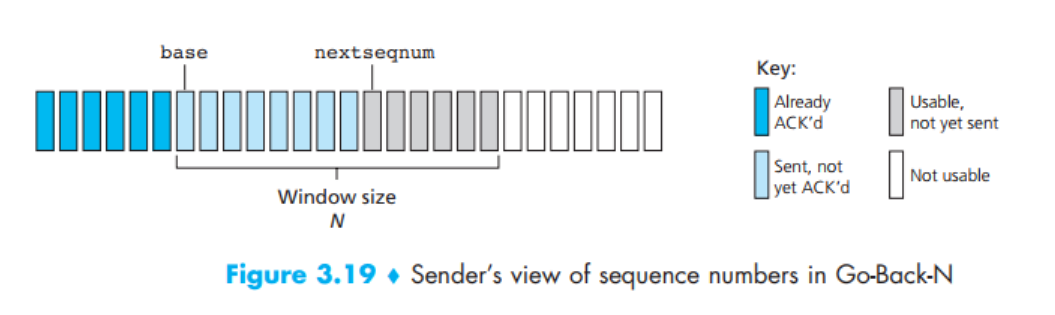 base
nextseqnum
Window size
N
Key:
Already
ACK’d
Usable,
not yet sent
Sent, not
yet ACK’d
Not usable
Figure 3.19 ♦ Sender’s view of sequence numbers in Go-Back-N